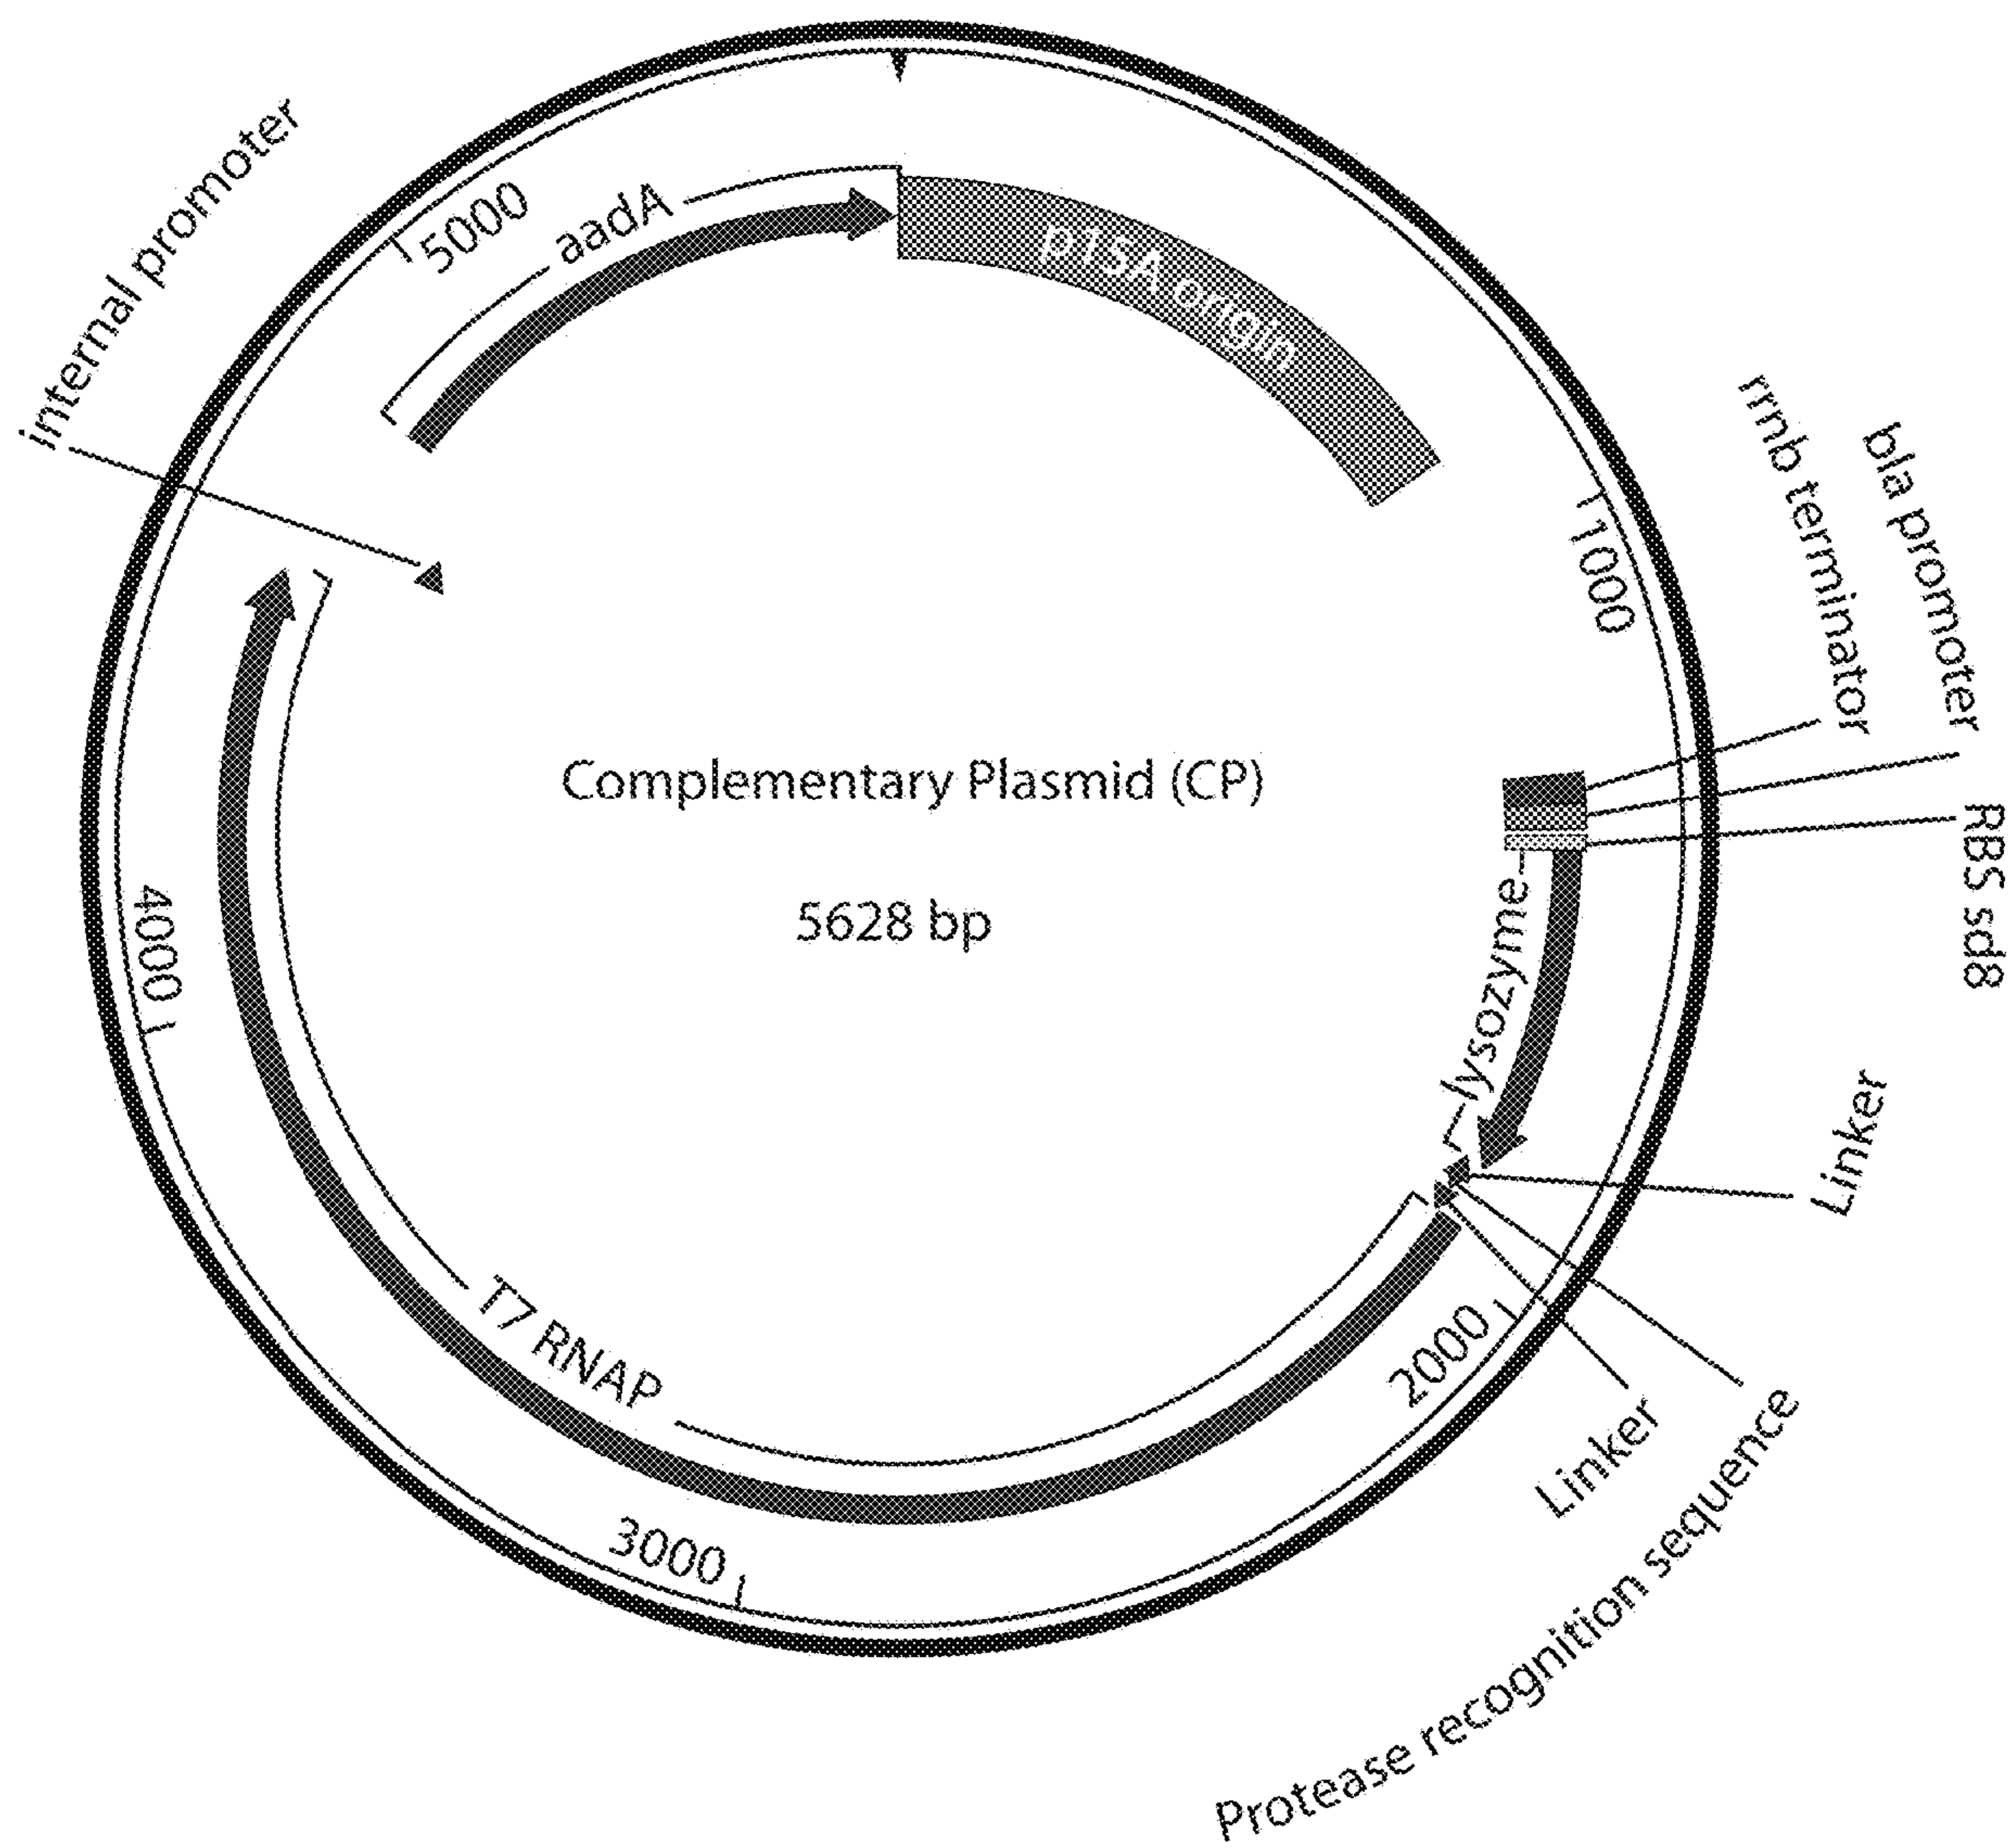 internal promoter
5000
aadA
p15A origin
1000
rrnb terminator
bla promoter
RBS sd8
Complementary Plasmid (CP)
5628 bp
lysozyme
Linker
4000
T7 RNAP
2000
Linker
Protease recognition sequence
3000